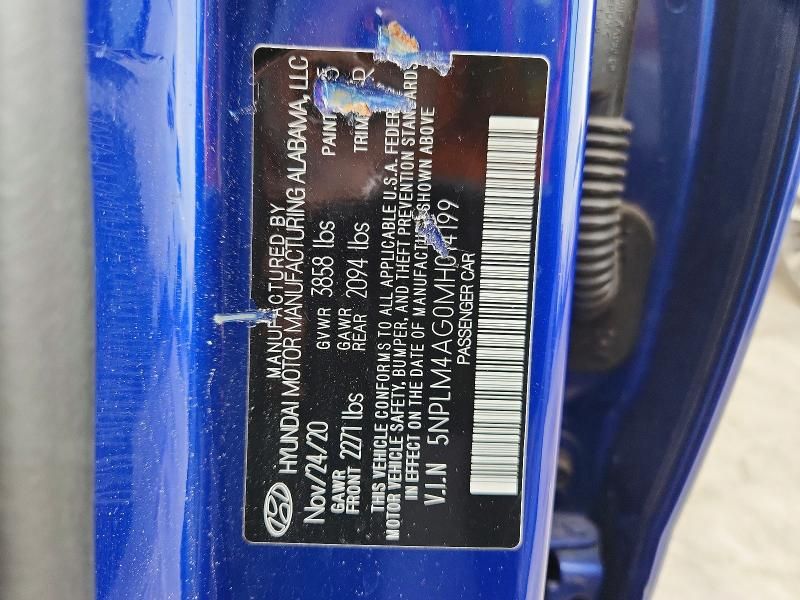 MANUFACTURED BY
HYUNDAI MOTOR MANUFACTURING ALABAMA, LLC
Nov/24/20 GVWR 3858 lbs PAINT
GAWR FRONT 2271 lbs GAWR REAR 2094 lbs TRIM
THIS VEHICLE CONFORMS TO ALL APPLICABLE U.S.A. FEDERAL
MOTOR VEHICLE SAFETY, BUMPER, AND THEFT PREVENTION STANDARDS
IN EFFECT ON THE DATE OF MANUFACTURE SHOWN ABOVE
V.I.N 5NPLM4AG0MH 4199
PASSENGER CAR